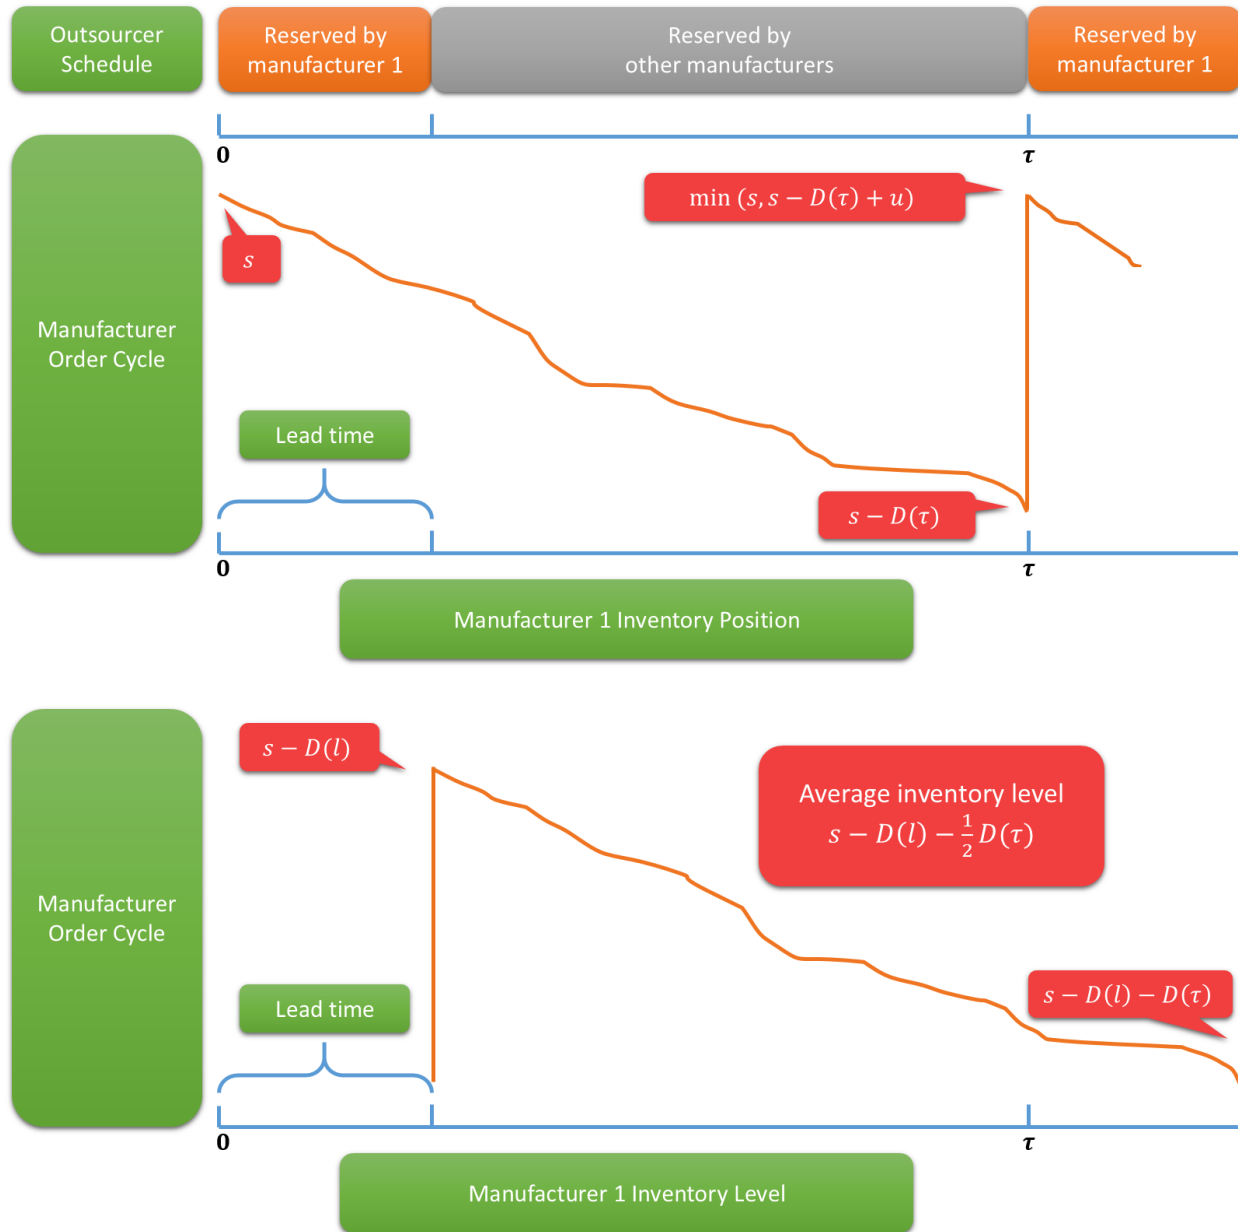 Outsourcer
Schedule
Reserved by
manufacturer 1
Reserved by
other manufacturers
Reserved by
manufacturer 1
0
τ
Manufacturer
Order Cycle
s
min (s, s − D(τ) + u)
Lead time
s − D(τ)
0
τ
Manufacturer 1 Inventory Position
Manufacturer
Order Cycle
s − D(l)
Average inventory level
s − D(l) − 1/2 D(τ)
Lead time
s − D(l) − D(τ)
0
τ
Manufacturer 1 Inventory Level